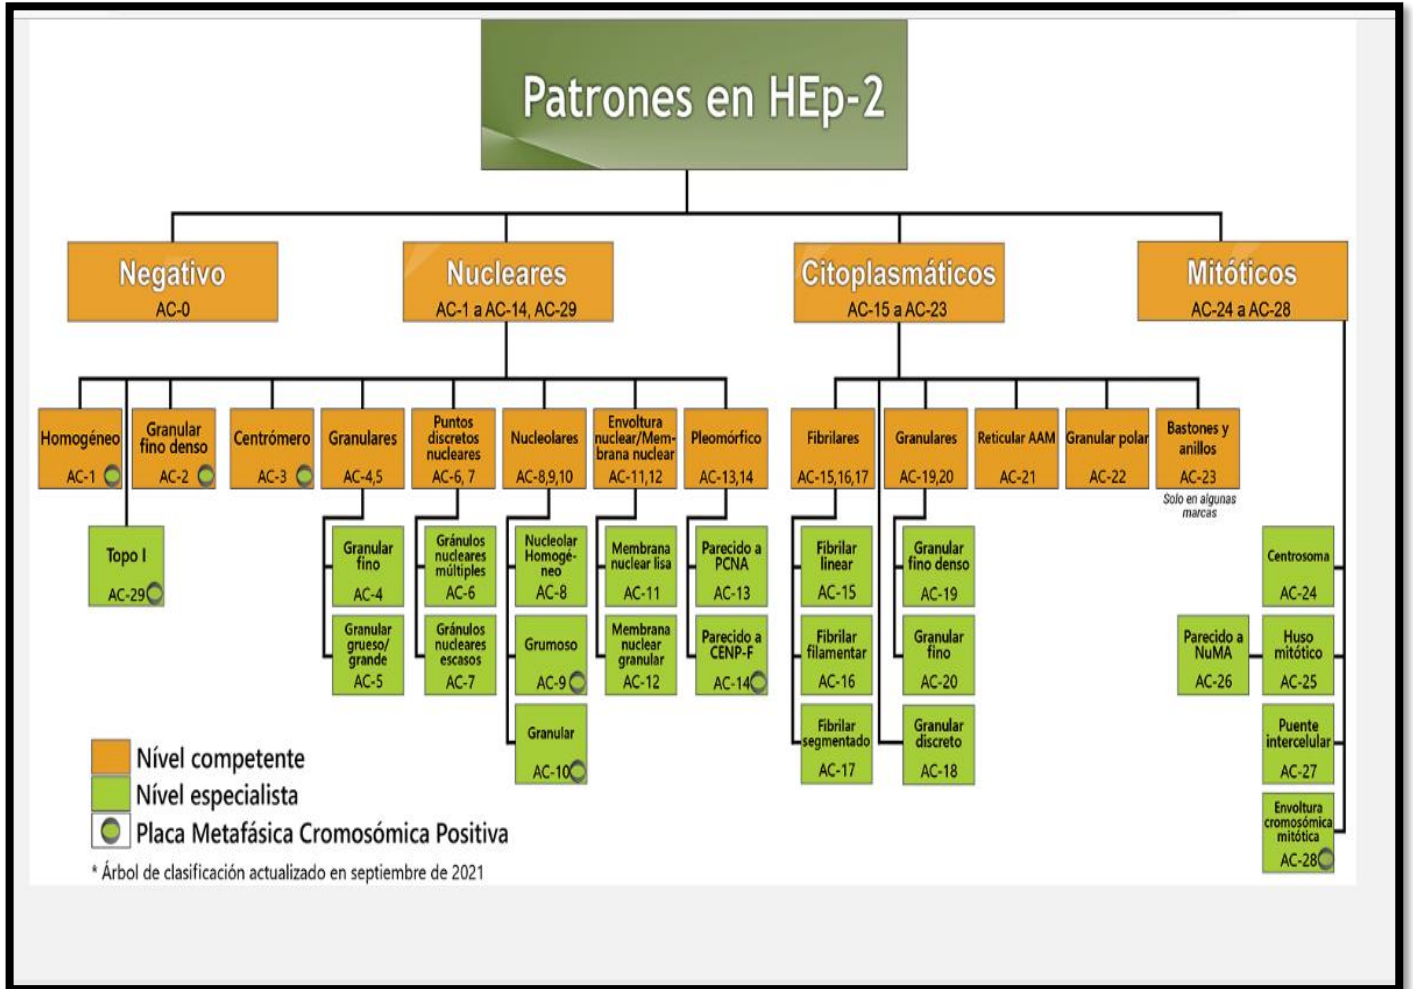 Patrones en HEp-2
Negativo
AC-0
Nucleares
AC-1 a AC-14, AC-29
Citoplasmáticos
AC-15 a AC-23
Mitóticos
AC-24 a AC-28
Homogéneo
AC-1
Granular
fino denso
AC-2
Centrómero
AC-3
Granulares
AC-4,5
Puntos
discretos
nucleares
AC-6, 7
Nucleolares
AC-8,9,10
Envoltura
nuclear/Mem-
brana nuclear
AC-11,12
Pleomórfico
AC-13,14
Fibrilares
AC-15,16,17
Granulares
AC-19,20
Reticular AAM
AC-21
Granular polar
AC-22
Bastones y
anillos
AC-23
Solo en algunas
marcas
Topo I
AC-29
Granular
fino
AC-4
Granular
grueso/
grande
AC-5
Gránulos
nucleares
múltiples
AC-6
Gránulos
nucleares
escasos
AC-7
Nucleolar
Homogé-
neo
AC-8
Grumoso
AC-9
Granular
AC-10
Membrana
nuclear lisa
AC-11
Membrana
nuclear
granular
AC-12
Parecido a
PCNA
AC-13
Parecido a
CENP-F
AC-14
Fibrilar
linear
AC-15
Fibrilar
filamentar
AC-16
Fibrilar
segmentado
AC-17
Granular
fino denso
AC-19
Granular
fino
AC-20
Granular
discreto
AC-18
Centrosoma
AC-24
Parecido a
NuMA
AC-26
Huso
mitótico
AC-25
Puente
intercelular
AC-27
Envoltura
cromosómica
mitótica
AC-28
Nível competente
Nível especialista
Placa Metafásica Cromosómica Positiva
* Árbol de clasificación actualizado en septiembre de 2021